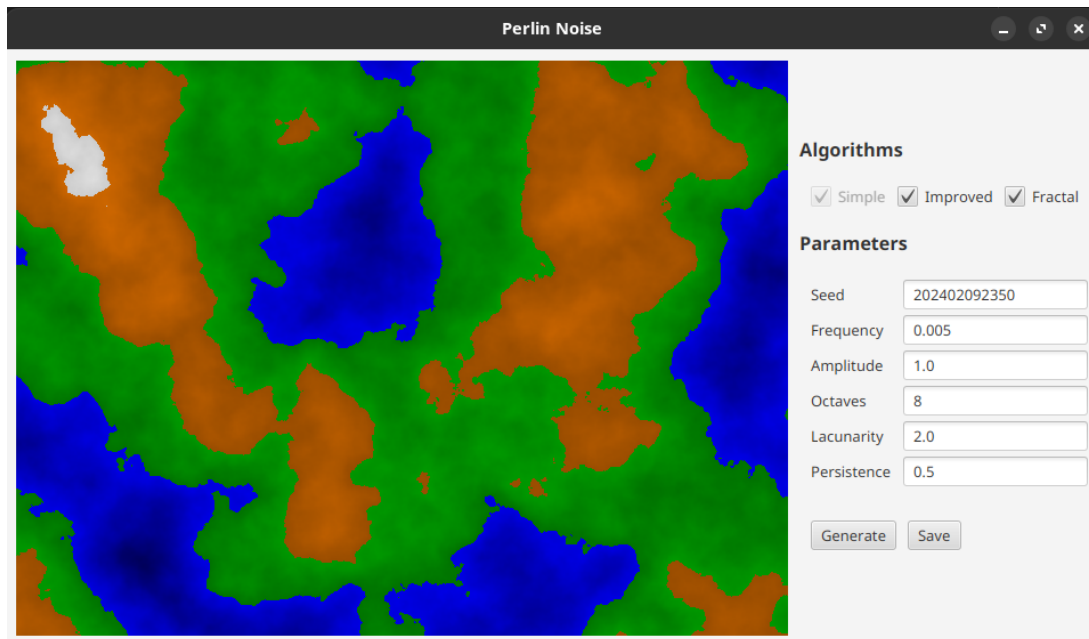 Perlin Noise
Algorithms
Simple Improved Fractal
Parameters
Seed 202402092350
Frequency 0.005
Amplitude 1.0
Octaves 8
Lacunarity 2.0
Persistence 0.5
Generate Save